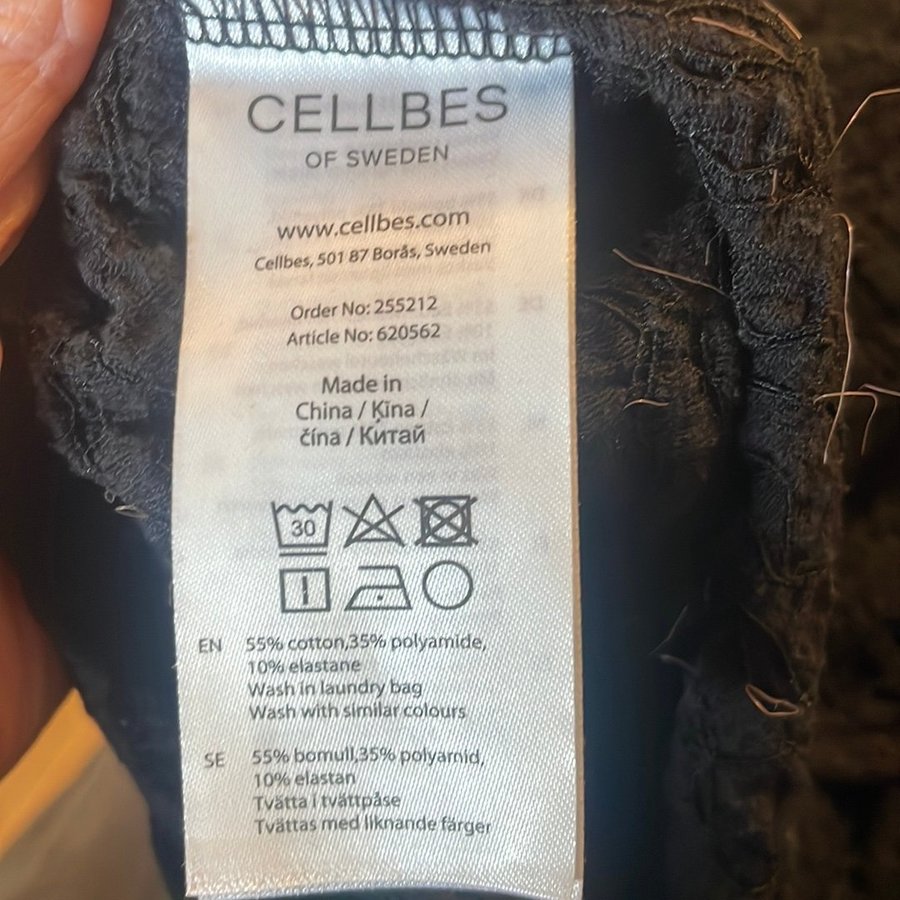 CELLBES
OF SWEDEN
www.cellbes.com
Cellbes, 501 87 Borås, Sweden
Order No: 255212
Article No: 620562
Made in
China / Ķīna /
čína / Китай
30
EN 55% cotton,35% polyamide,
10% elastane
Wash in laundry bag
Wash with similar colours
SE 55% bomull,35% polyamid,
10% elastan
Tvätta i tvättpåse
Tvättas med liknande färger